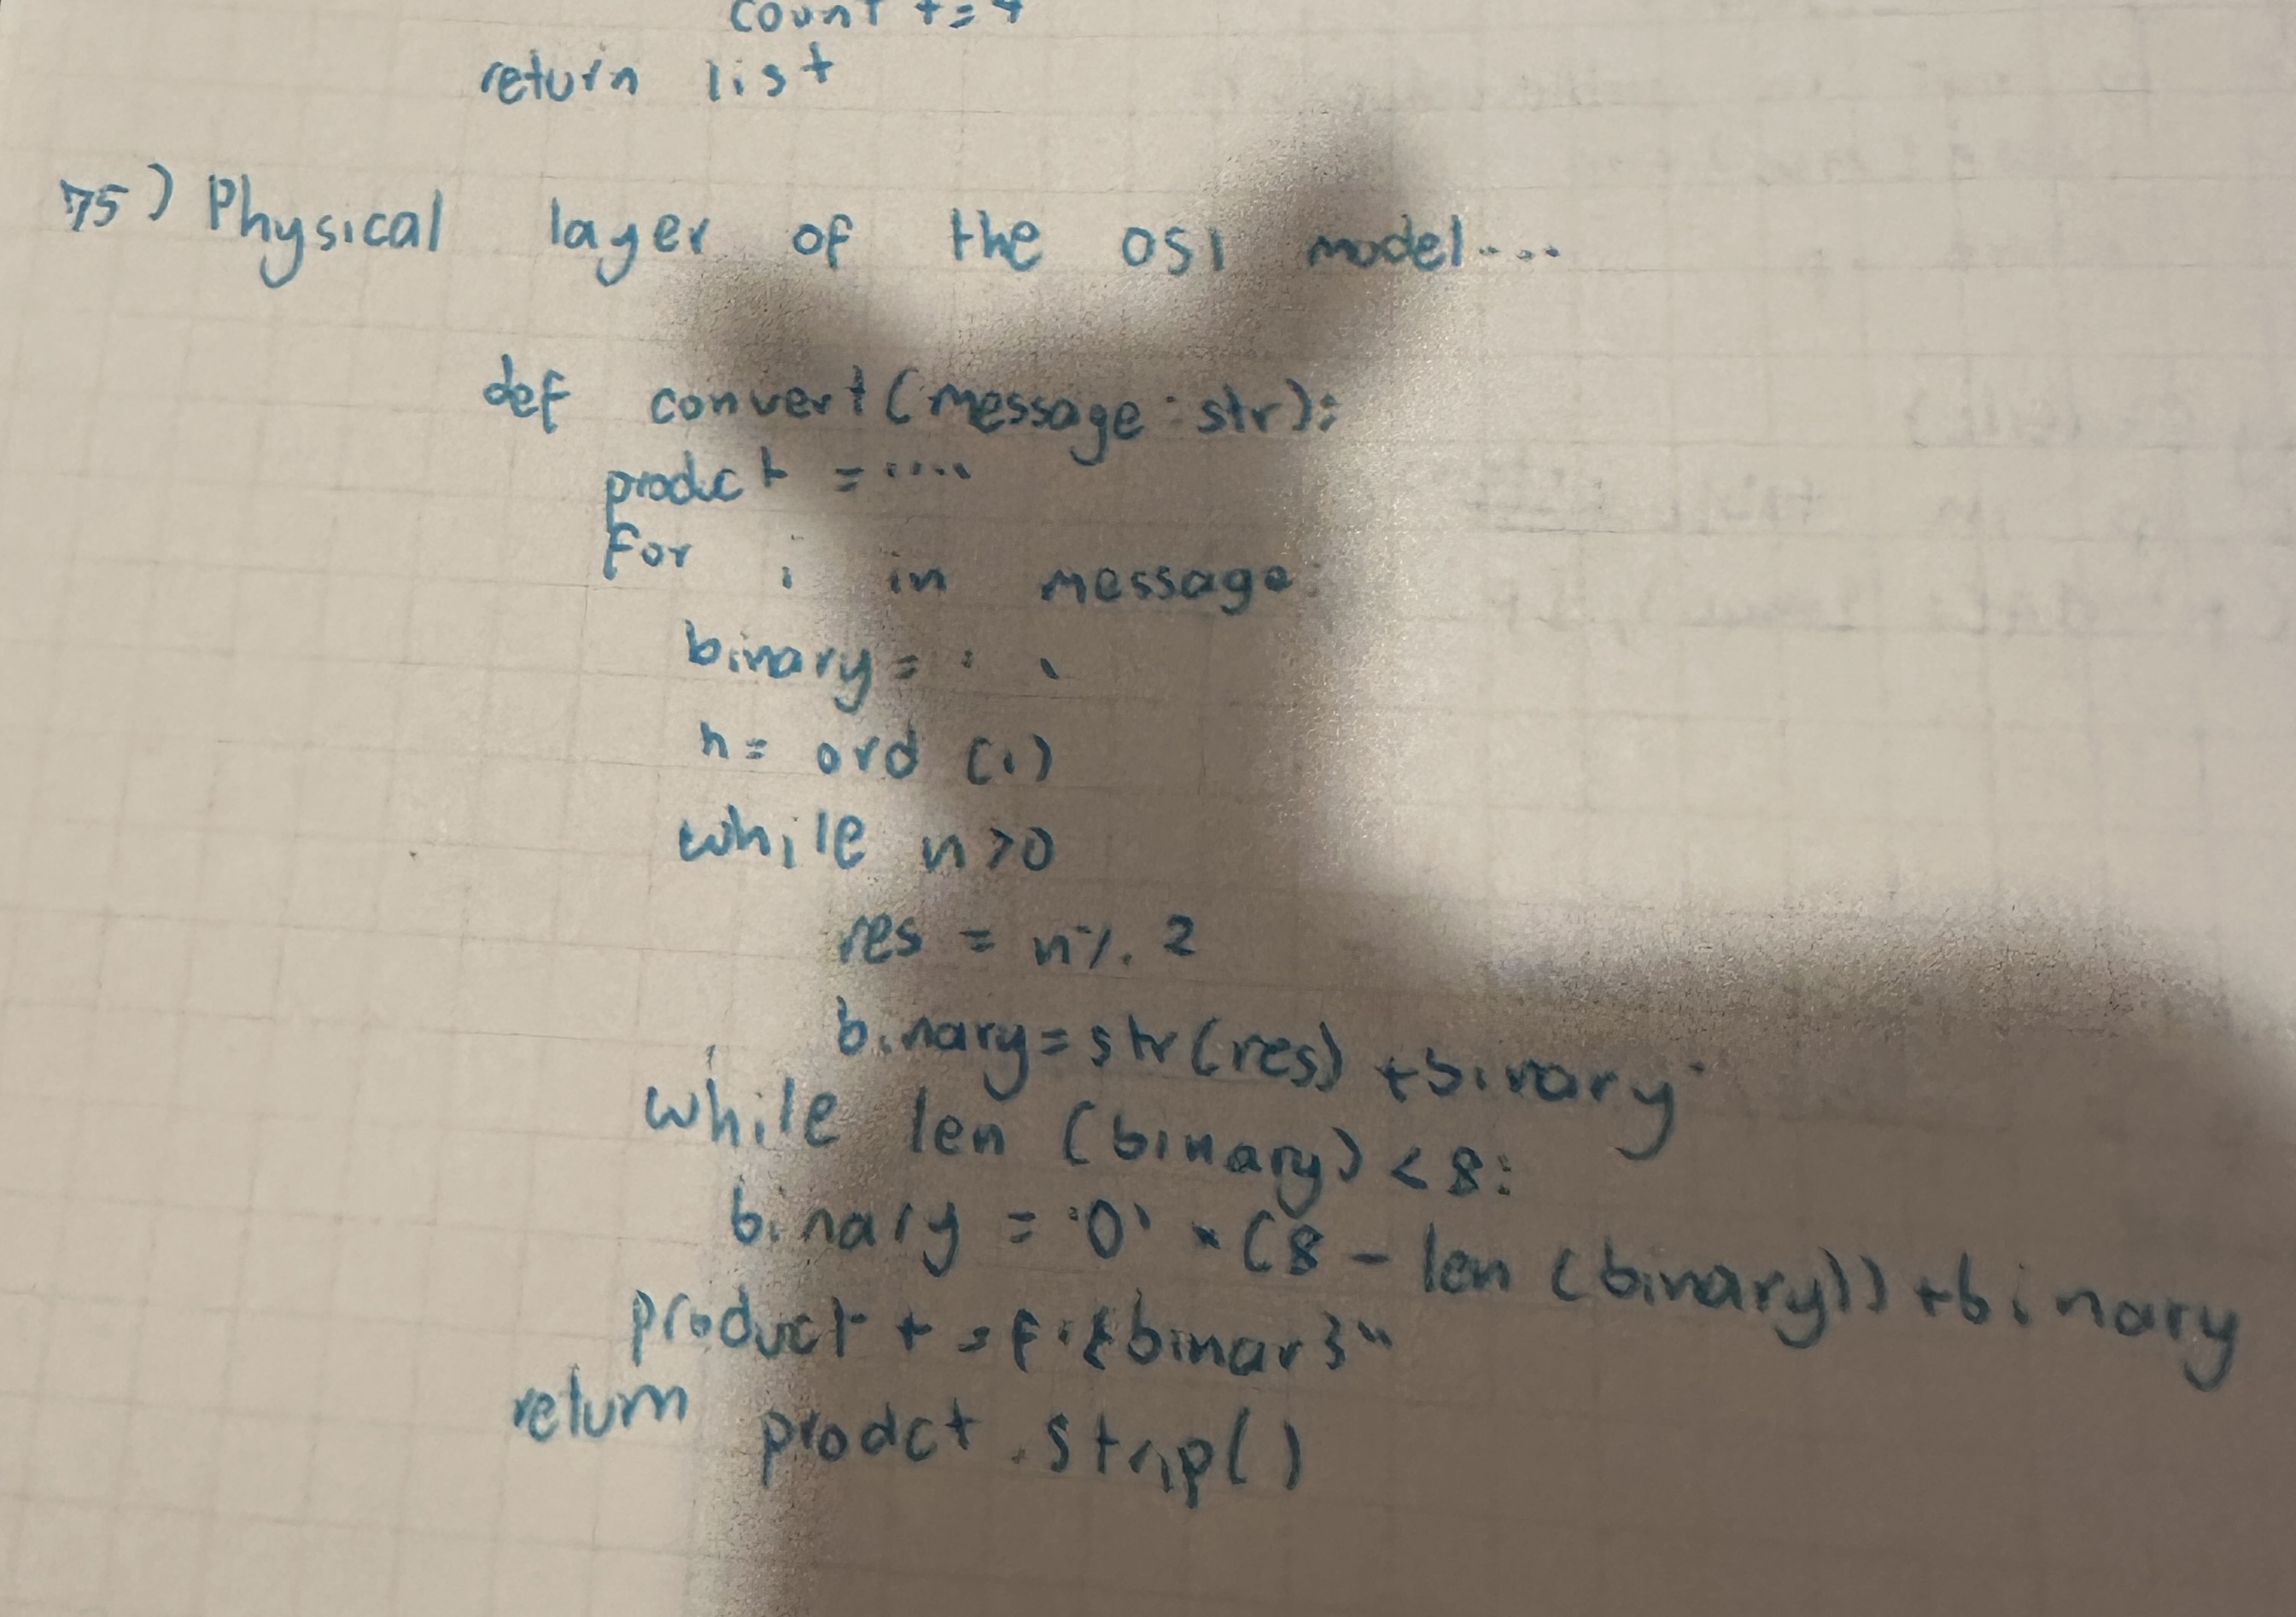 count +=
return list
75) Physical layer of the OSI model....
def convert(message:str):
product = ''''
For i in message:
binary= ' '
n= ord (i)
while n>0
res = n% 2
binary=str(res) +binary
while len (binary) <8:
binary = '0' * (8 - len (binary)) +binary
product += f"{binar}"
return prodct.strip()